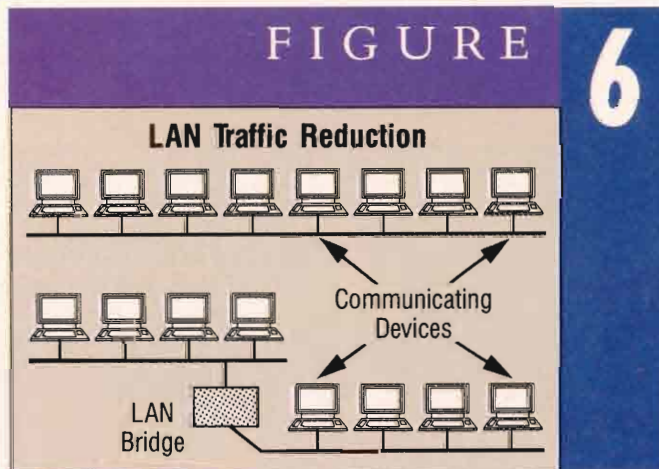 FIGURE 6
LAN Traffic Reduction
Communicating
Devices
LAN
Bridge